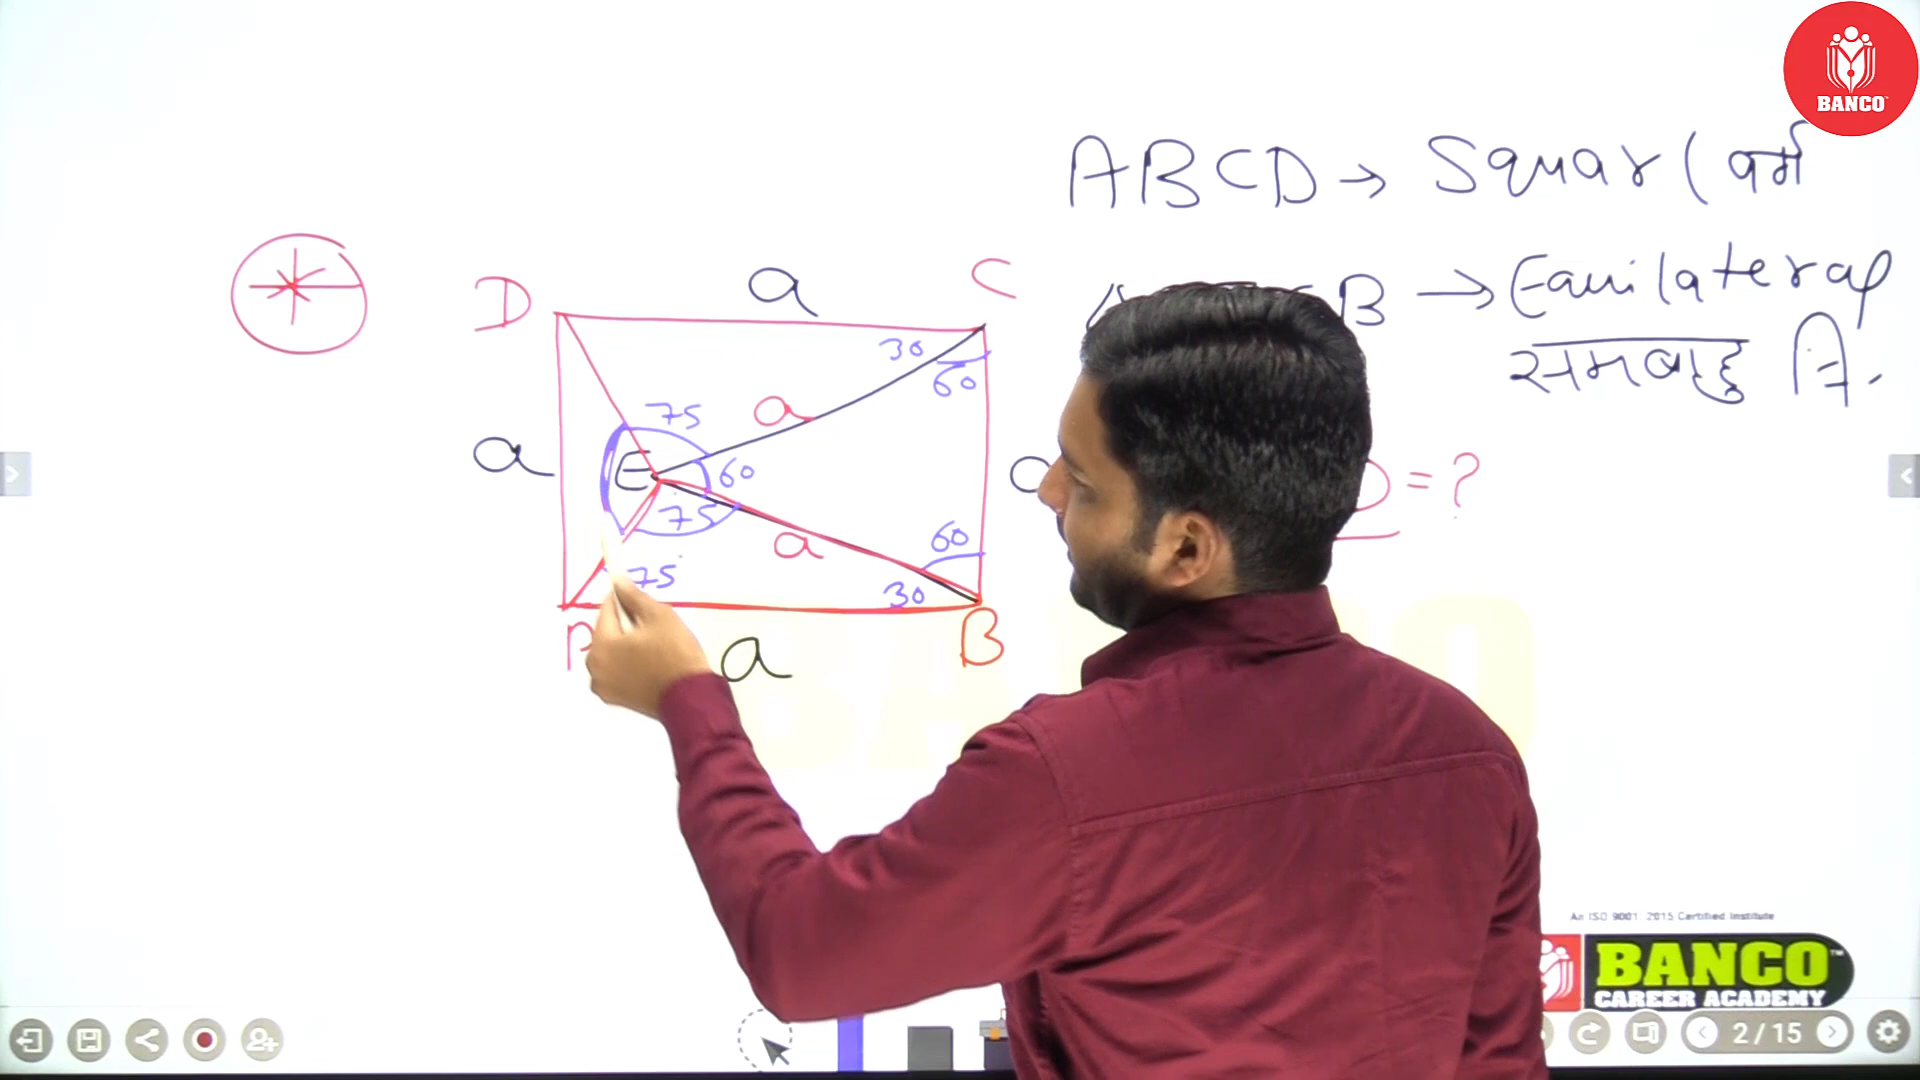 BANCO
ABCD → Squar (वर्ग
B → Equilateral
समबाहु त्रि.
D a C
30
60
75
a
a E 60
75
a
60
= ?
75
30
a B
An ISO 9001: 2015 Certified Institute
BANCO™
CAREER ACADEMY
2 / 15